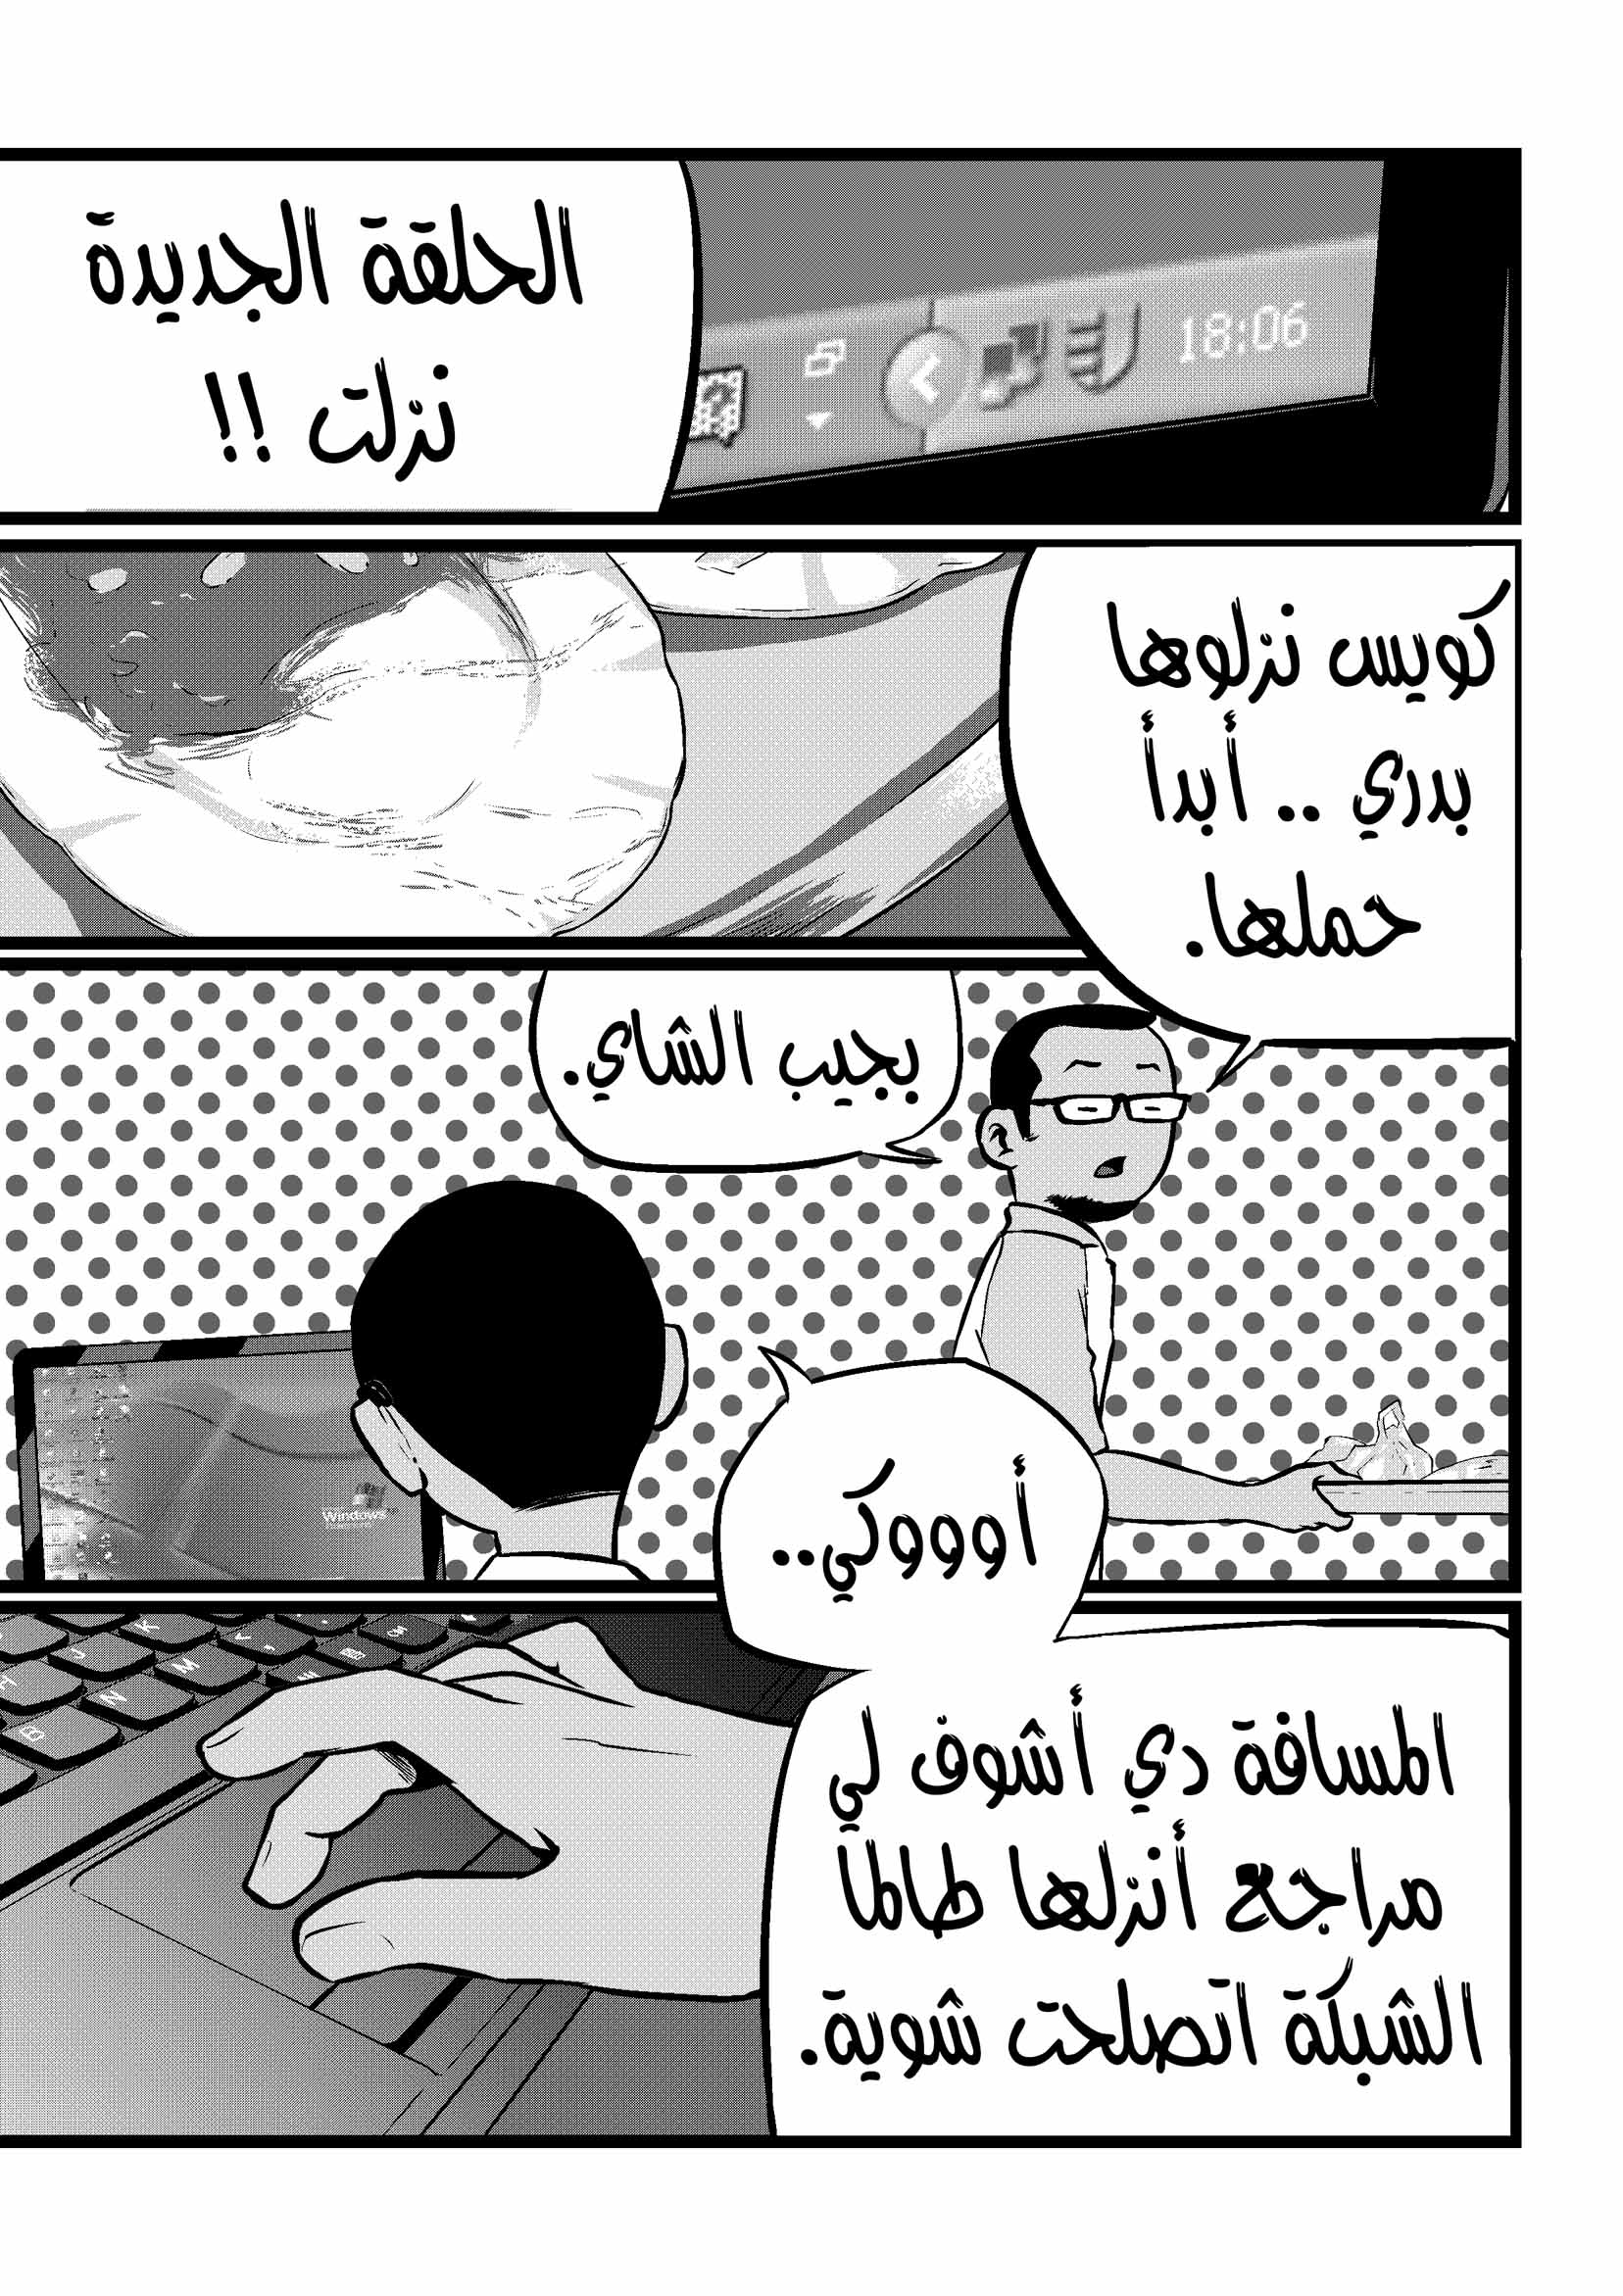 18:06
الحلقة الجديدة
نزلت !!
كويس نزلوها
بدري .. أبدأ
حملها.
بجيب الشاي.
أوووكي..
Windows
المسافة دي أشوف لي
مراجع أنزلها طالما
الشبكة اتصلحت شوية.
K
J
M
N
B